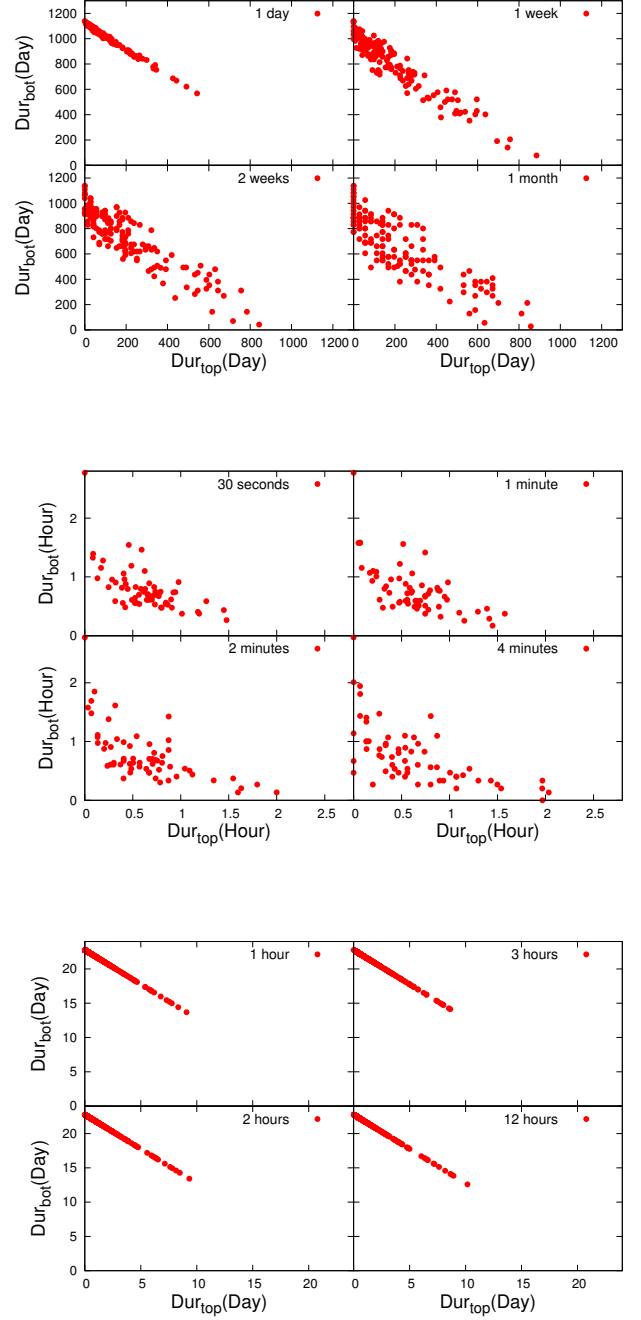 1 day
1 week
Dur_bot(Day)
1200
1000
800
600
400
200
0
2 weeks
1 month
Dur_bot(Day)
1200
1000
800
600
400
200
0
0 200 400 600 800 1000 1200
0 200 400 600 800 1000 1200
Dur_top(Day)
Dur_top(Day)
30 seconds
1 minute
Dur_bot(Hour)
Dur_bot(Hour)
2
1
0
2 minutes
4 minutes
Dur_bot(Hour)
2
1
0
0 0.5 1 1.5 2 2.5
0 0.5 1 1.5 2 2.5
Dur_top(Hour)
Dur_top(Hour)
1 hour
3 hours
Dur_bot(Day)
20
15
10
5
0
2 hours
12 hours
Dur_bot(Day)
20
15
10
5
0
0 5 10 15 20
0 5 10 15 20
Dur_top(Day)
Dur_top(Day)